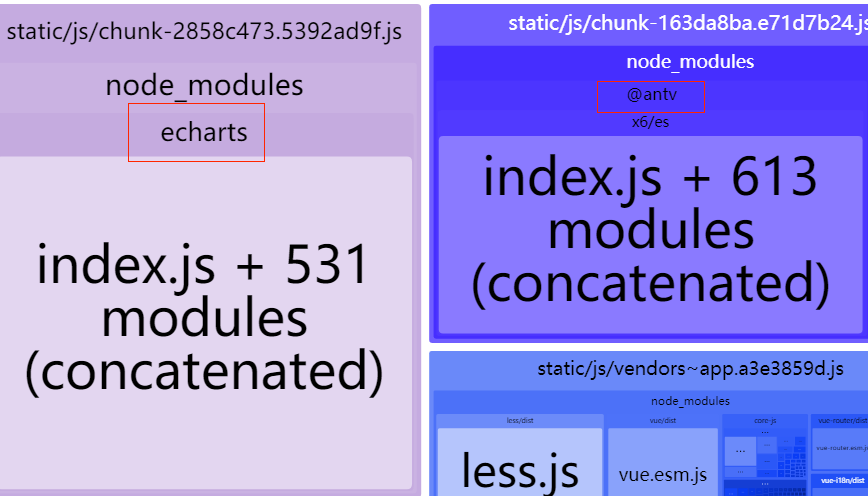 static/js/chunk-2858c473.5392ad9f.js
node_modules
echarts
index.js + 531
modules
(concatenated)
static/js/chunk-163da8ba.e71d7b24.js
node_modules
@antv
x6/es
index.js + 613
modules
(concatenated)
static/js/vendors~app.a3e3859d.js
node_modules
less/dist
less.js
vue/dist
vue.esm.js
core-js
...
...
...
vue-router/dist
vue-router.esm.js
vue-i18n/dist